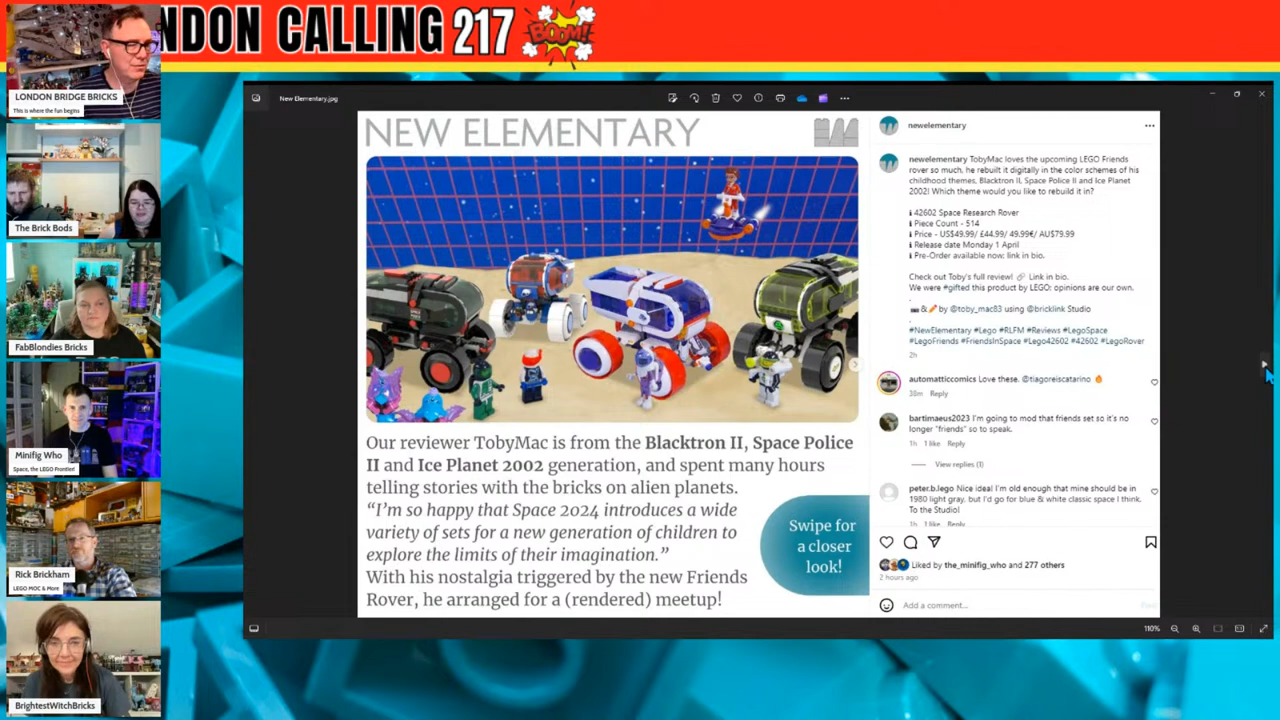 NDON CALLING 217
BOOM!
LONDON BRIDGE BRICKS
This is where the fun begins
The Brick Bods
FabBlondies Bricks
Minifig Who
Space, the LEGO Frontier!
Rick Brickham
LEGO MOC & More
BrightestWitchBricks
New Elementary.jpg
NEW ELEMENTARY
Our reviewer TobyMac is from the Blacktron II, Space Police
II and Ice Planet 2002 generation, and spent many hours
telling stories with the bricks on alien planets.
"I'm so happy that Space 2024 introduces a wide
variety of sets for a new generation of children to
explore the limits of their imagination."
With his nostalgia triggered by the new Friends
Rover, he arranged for a (rendered) meetup!
Swipe for
a closer
look!
newelementary
newelementary TobyMac loves the upcoming LEGO Friends
rover so much, he rebuilt it digitally in the color schemes of his
childhood themes, Blacktron II, Space Police II and Ice Planet
2002! Which theme would you like to rebuild it in?
42602 Space Research Rover
Piece Count - 514
Price - US$49.99/ £44.99/ 49.99€/ AU$79.99
Release date Monday 1 April
Pre-Order available now: link in bio.
Check out Toby's full review! 🔗 Link in bio.
We were #gifted this product by LEGO: opinions are our own.
.
📷&🖍 by @toby_mac83 using @bricklink Studio
.
#NewElementary #Lego #RLFM #Reviews #LegoSpace
#LegoFriends #FriendsInSpace #Lego42602 #42602 #LegoRover
2h
automatticcomics Love these. @tiagoreiscatarino 🔥
38m Reply
bartimaeus2023 I'm going to mod that friends set so it's no
longer "friends" so to speak.
1h 1 like Reply
View replies (1)
peter.b.lego Nice idea! I'm old enough that mine should be in
1980 light gray, but I'd go for blue & white classic space I think.
To the Studio!
1h 1 like Reply
Liked by the_minifig_who and 277 others
2 hours ago
Add a comment...
Post
110%